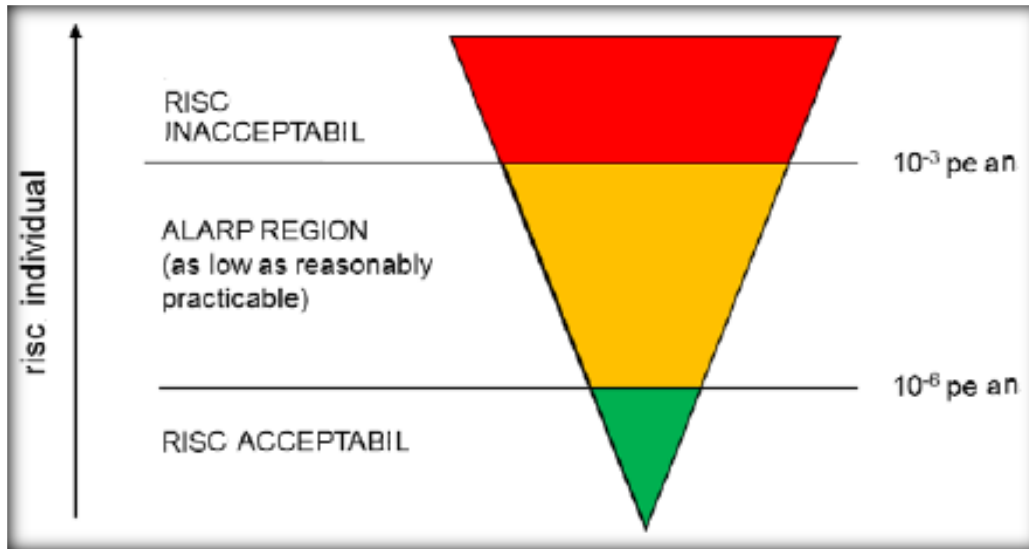 RISC
INACCEPTABIL
10⁻³ pe an
ALARP REGION
(as low as reasonably
practicable)
risc individual
10⁻⁶ pe an
RISC ACCEPTABIL